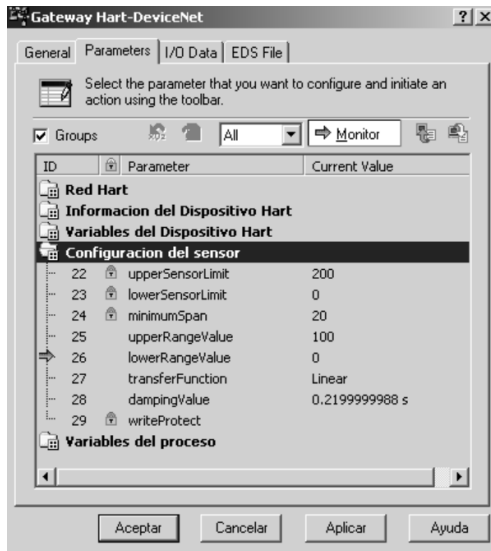 Gateway Hart-DeviceNet
General Parameters I/O Data EDS File
Select the parameter that you want to configure and initiate an
action using the toolbar.
Groups All Monitor
ID Parameter Current Value
Red Hart
Informacion del Dispositivo Hart
Variables del Dispositivo Hart
Configuracion del sensor
22 upperSensorLimit 200
23 lowerSensorLimit 0
24 minimumSpan 20
25 upperRangeValue 100
26 lowerRangeValue 0
27 transferFunction Linear
28 dampingValue 0.2199999988 s
29 writeProtect
Variables del proceso
Aceptar Cancelar Aplicar Ayuda